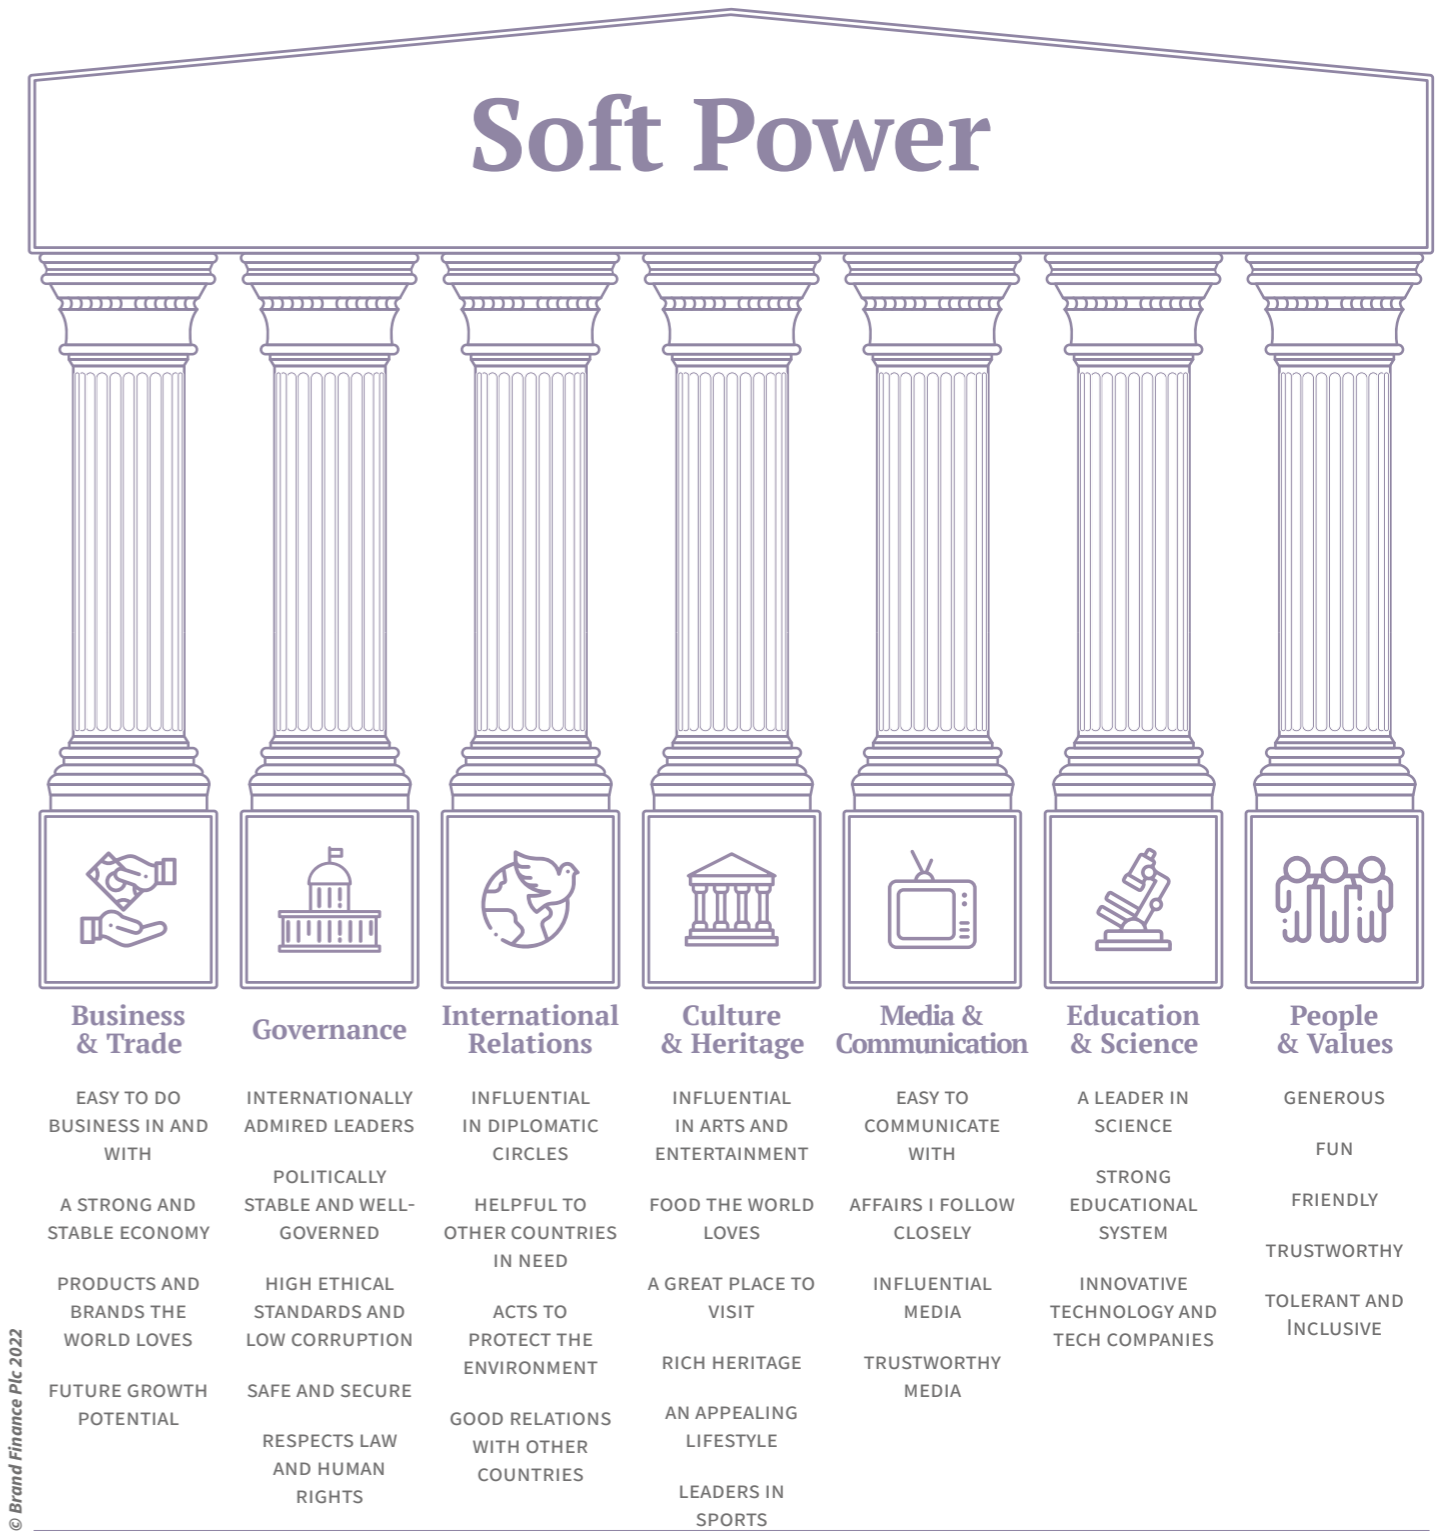 Soft Power
Business
& Trade
EASY TO DO
BUSINESS IN AND
WITH
A STRONG AND
STABLE ECONOMY
PRODUCTS AND
BRANDS THE
WORLD LOVES
FUTURE GROWTH
POTENTIAL
Governance
INTERNATIONALLY
ADMIRED LEADERS
POLITICALLY
STABLE AND WELL-
GOVERNED
HIGH ETHICAL
STANDARDS AND
LOW CORRUPTION
SAFE AND SECURE
RESPECTS LAW
AND HUMAN
RIGHTS
International
Relations
INFLUENTIAL
IN DIPLOMATIC
CIRCLES
HELPFUL TO
OTHER COUNTRIES
IN NEED
ACTS TO
PROTECT THE
ENVIRONMENT
GOOD RELATIONS
WITH OTHER
COUNTRIES
Culture
& Heritage
INFLUENTIAL
IN ARTS AND
ENTERTAINMENT
FOOD THE WORLD
LOVES
A GREAT PLACE TO
VISIT
RICH HERITAGE
AN APPEALING
LIFESTYLE
LEADERS IN
SPORTS
Media &
Communication
EASY TO
COMMUNICATE
WITH
AFFAIRS I FOLLOW
CLOSELY
INFLUENTIAL
MEDIA
TRUSTWORTHY
MEDIA
Education
& Science
A LEADER IN
SCIENCE
STRONG
EDUCATIONAL
SYSTEM
INNOVATIVE
TECHNOLOGY AND
TECH COMPANIES
People
& Values
GENEROUS
FUN
FRIENDLY
TRUSTWORTHY
TOLERANT AND
INCLUSIVE
© Brand Finance Plc 2022